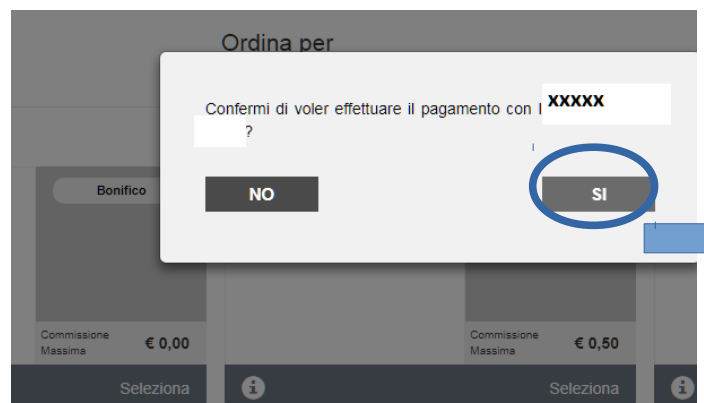 Ordina per
Confermi di voler effettuare il pagamento con l xxxxx
?
NO
SI
Bonifico
Commissione
Massima
€ 0,00
Commissione
Massima
€ 0,50
Seleziona
Seleziona